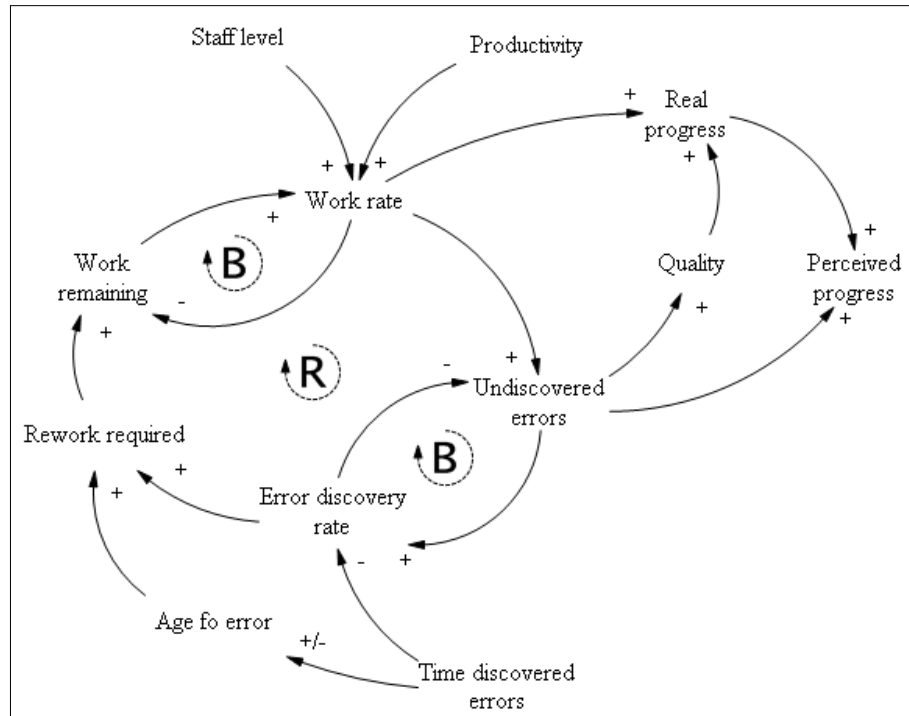 Staff level
Productivity
+
Real
progress
+
+
+
Work rate
+
+
B
Work
remaining
-
+
Quality
+
Perceived
progress
+
+
R
-
+
Undiscovered
errors
Rework required
+
+
B
Error discovery
rate
-
+
Age fo error
+/-
Time discovered
errors